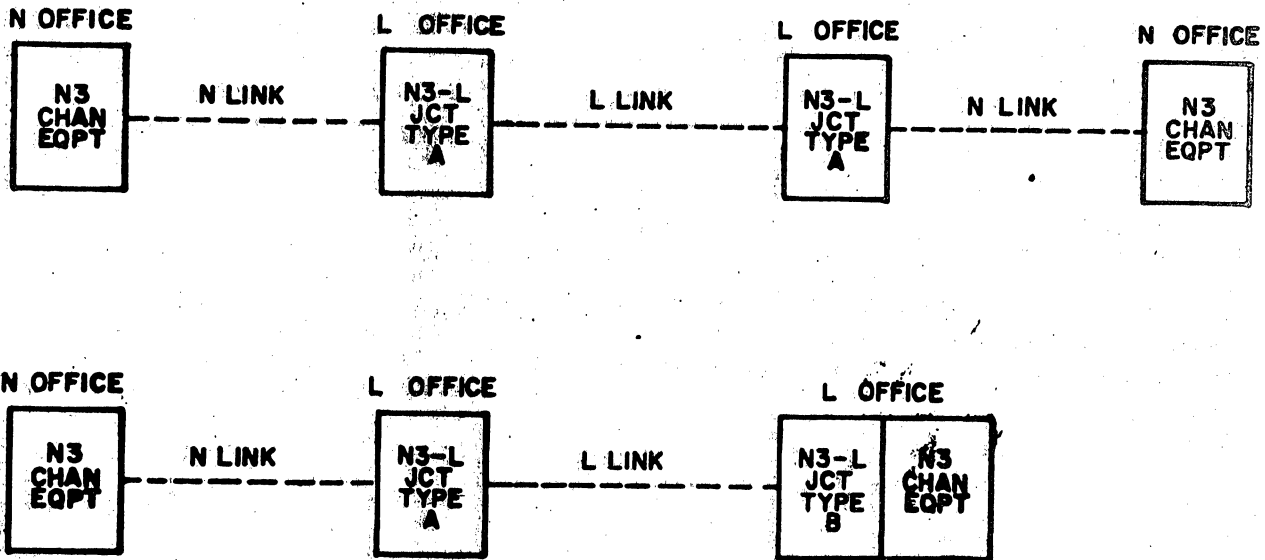 N OFFICE
L OFFICE
L OFFICE
N OFFICE
N3
CHAN
EQPT
N LINK
N3-L
JCT
TYPE
A
L LINK
N3-L
JCT
TYPE
A
N LINK
N3
CHAN
EQPT
N OFFICE
L OFFICE
L OFFICE
N3
CHAN
EQPT
N LINK
N3-L
JCT
TYPE
A
L LINK
N3-L
JCT
TYPE
B
N3
CHAN
EQPT